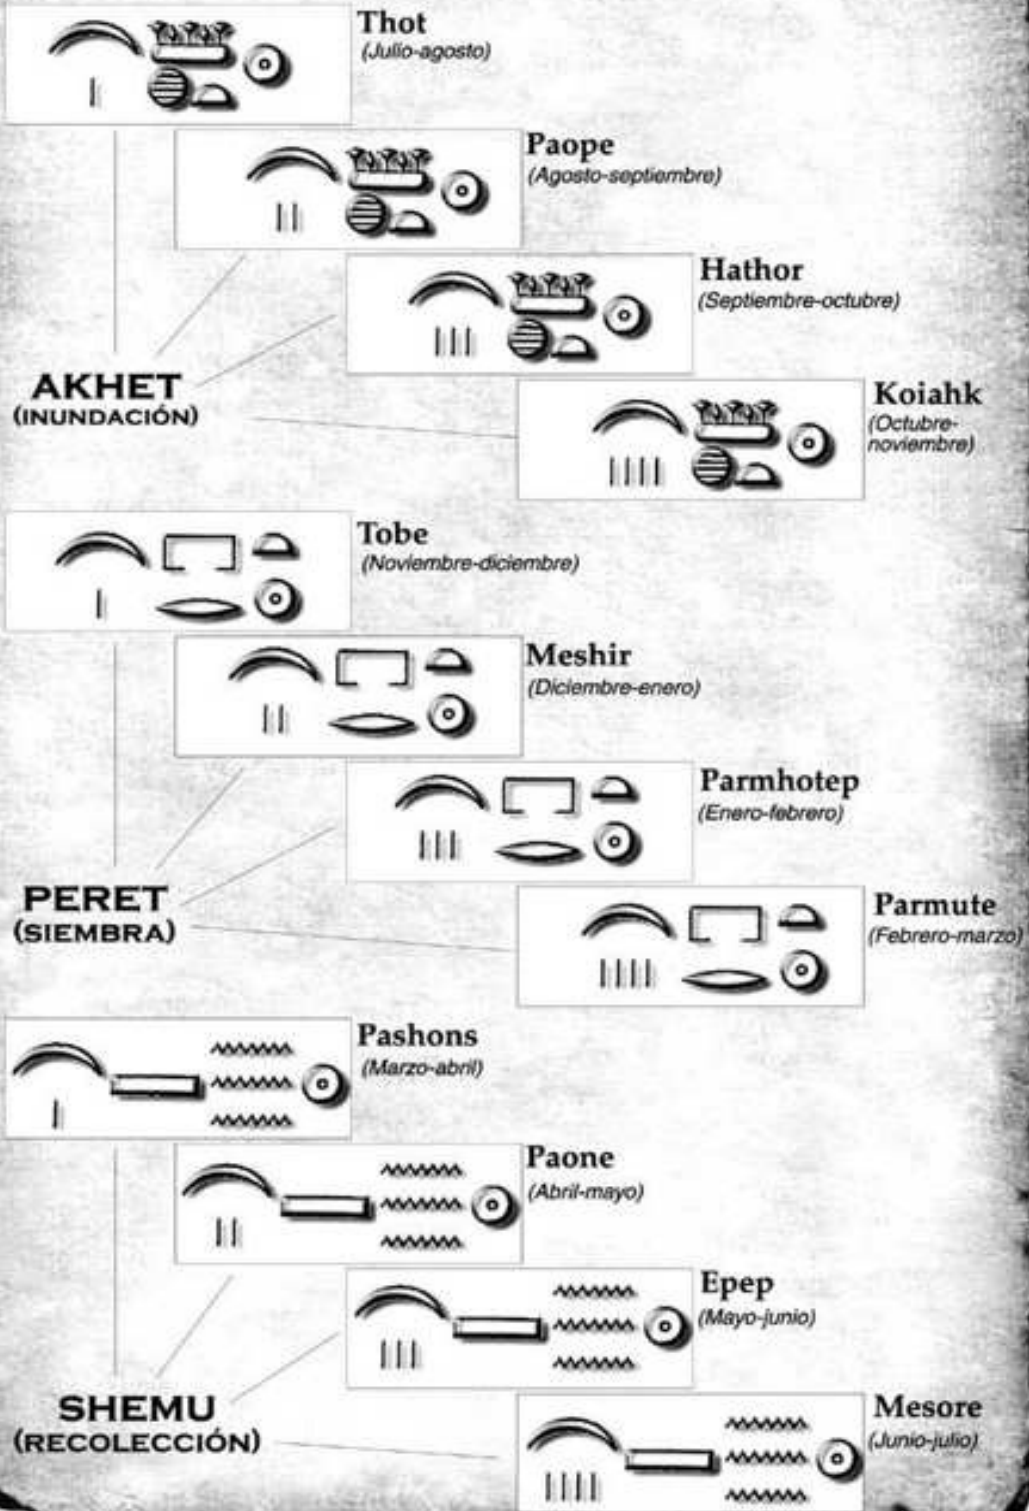 Thot
(Julio-agosto)
Paope
(Agosto-septiembre)
Hathor
(Septiembre-octubre)
AKHET
(INUNDACIÓN)
Koiahk
(Octubre-
noviembre)
Tobe
(Noviembre-diciembre)
Meshir
(Diciembre-enero)
Parmhotep
(Enero-febrero)
PERET
(SIEMBRA)
Parmute
(Febrero-marzo)
Pashons
(Marzo-abril)
Paone
(Abril-mayo)
Epep
(Mayo-junio)
SHEMU
(RECOLECCIÓN)
Mesore
(Junio-julio)